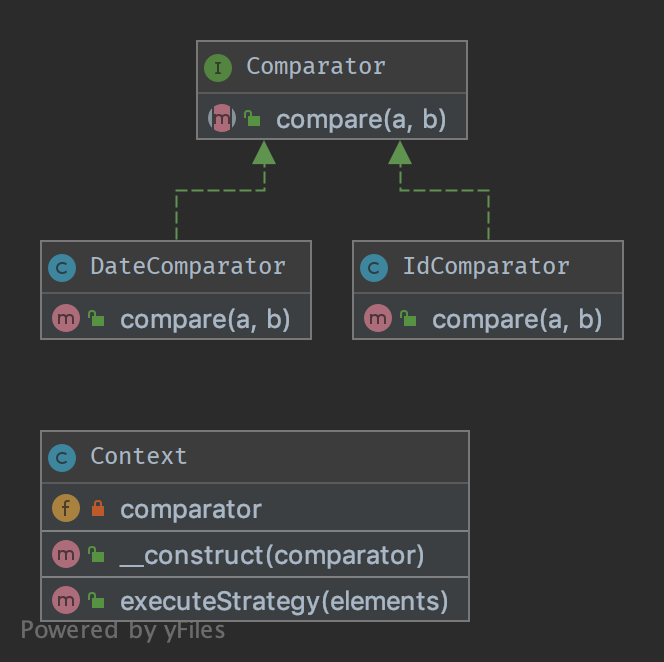 I Comparator
m compare(a, b)
C DateComparator
m compare(a, b)
C IdComparator
m compare(a, b)
C Context
f comparator
m __construct(comparator)
m executeStrategy(elements)
Powered by yFiles